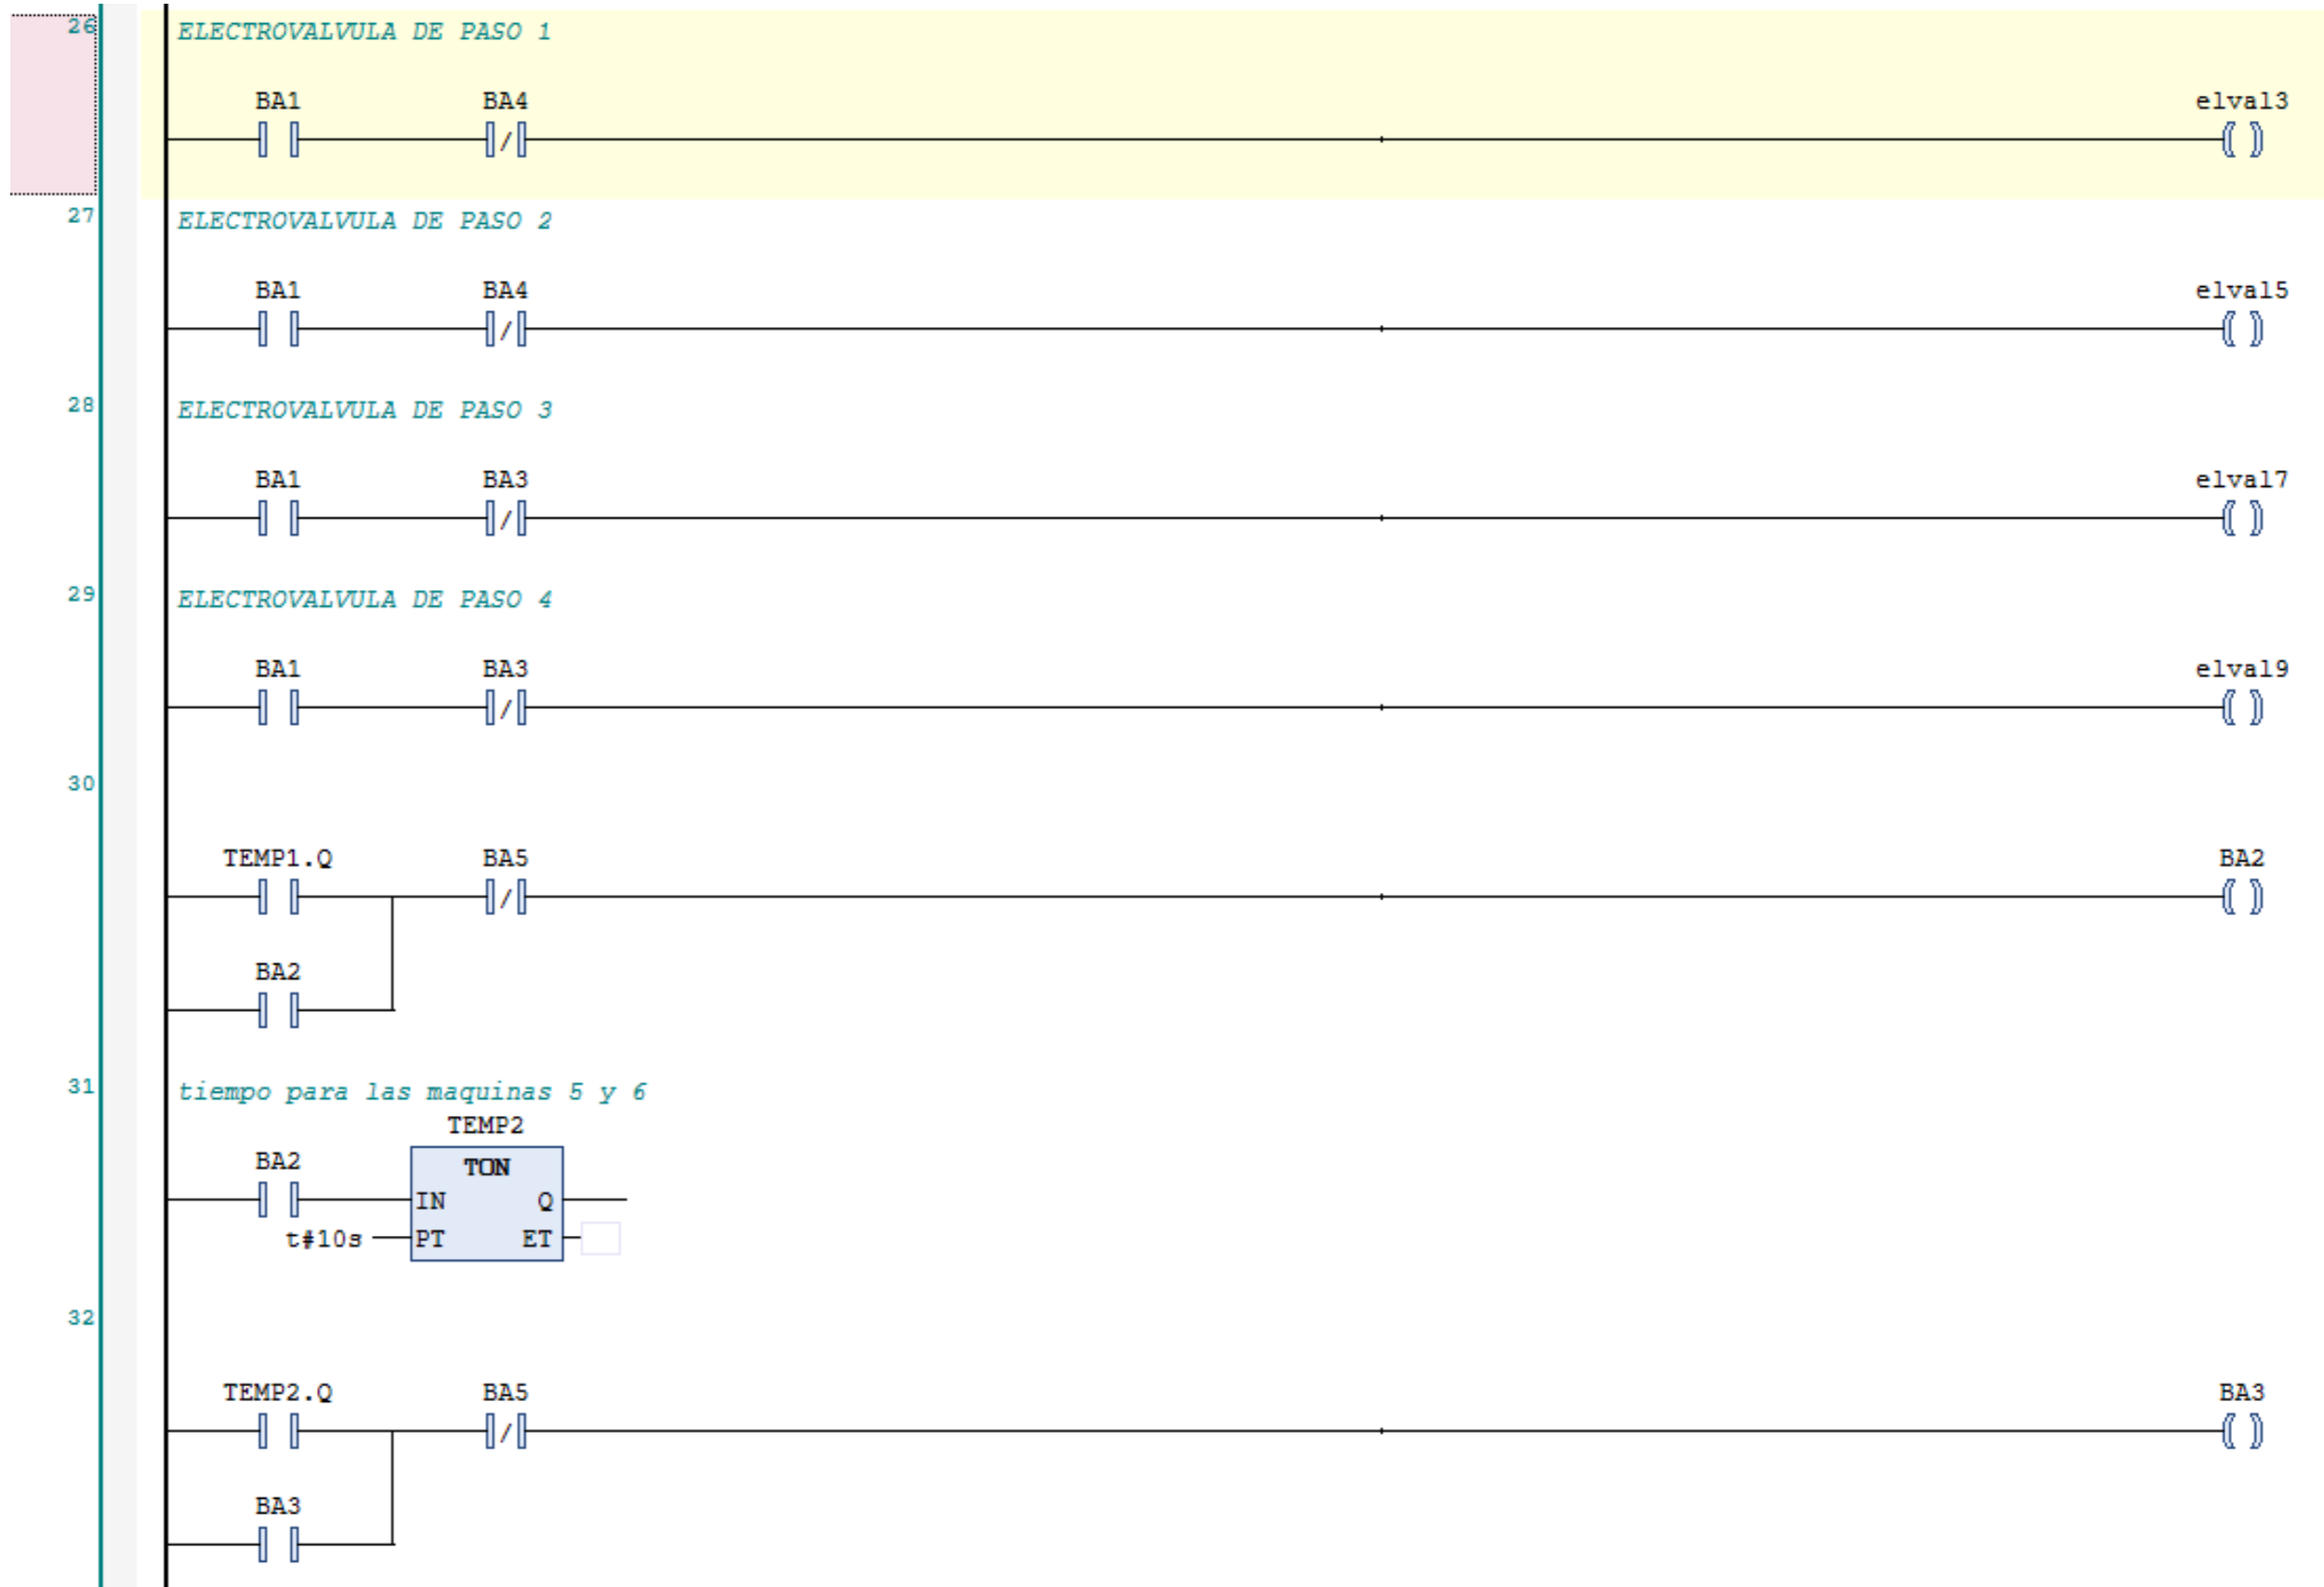 26
ELECTROVALVULA DE PASO 1
BA1 BA4 elval3
/
27
ELECTROVALVULA DE PASO 2
BA1 BA4 elval5
/
28
ELECTROVALVULA DE PASO 3
BA1 BA3 elval7
/
29
ELECTROVALVULA DE PASO 4
BA1 BA3 elval9
/
30
TEMP1.Q BA5 BA2
/
BA2
31
tiempo para las maquinas 5 y 6
TEMP2
BA2 TON
IN Q
t#10s PT ET
32
TEMP2.Q BA5 BA3
/
BA3